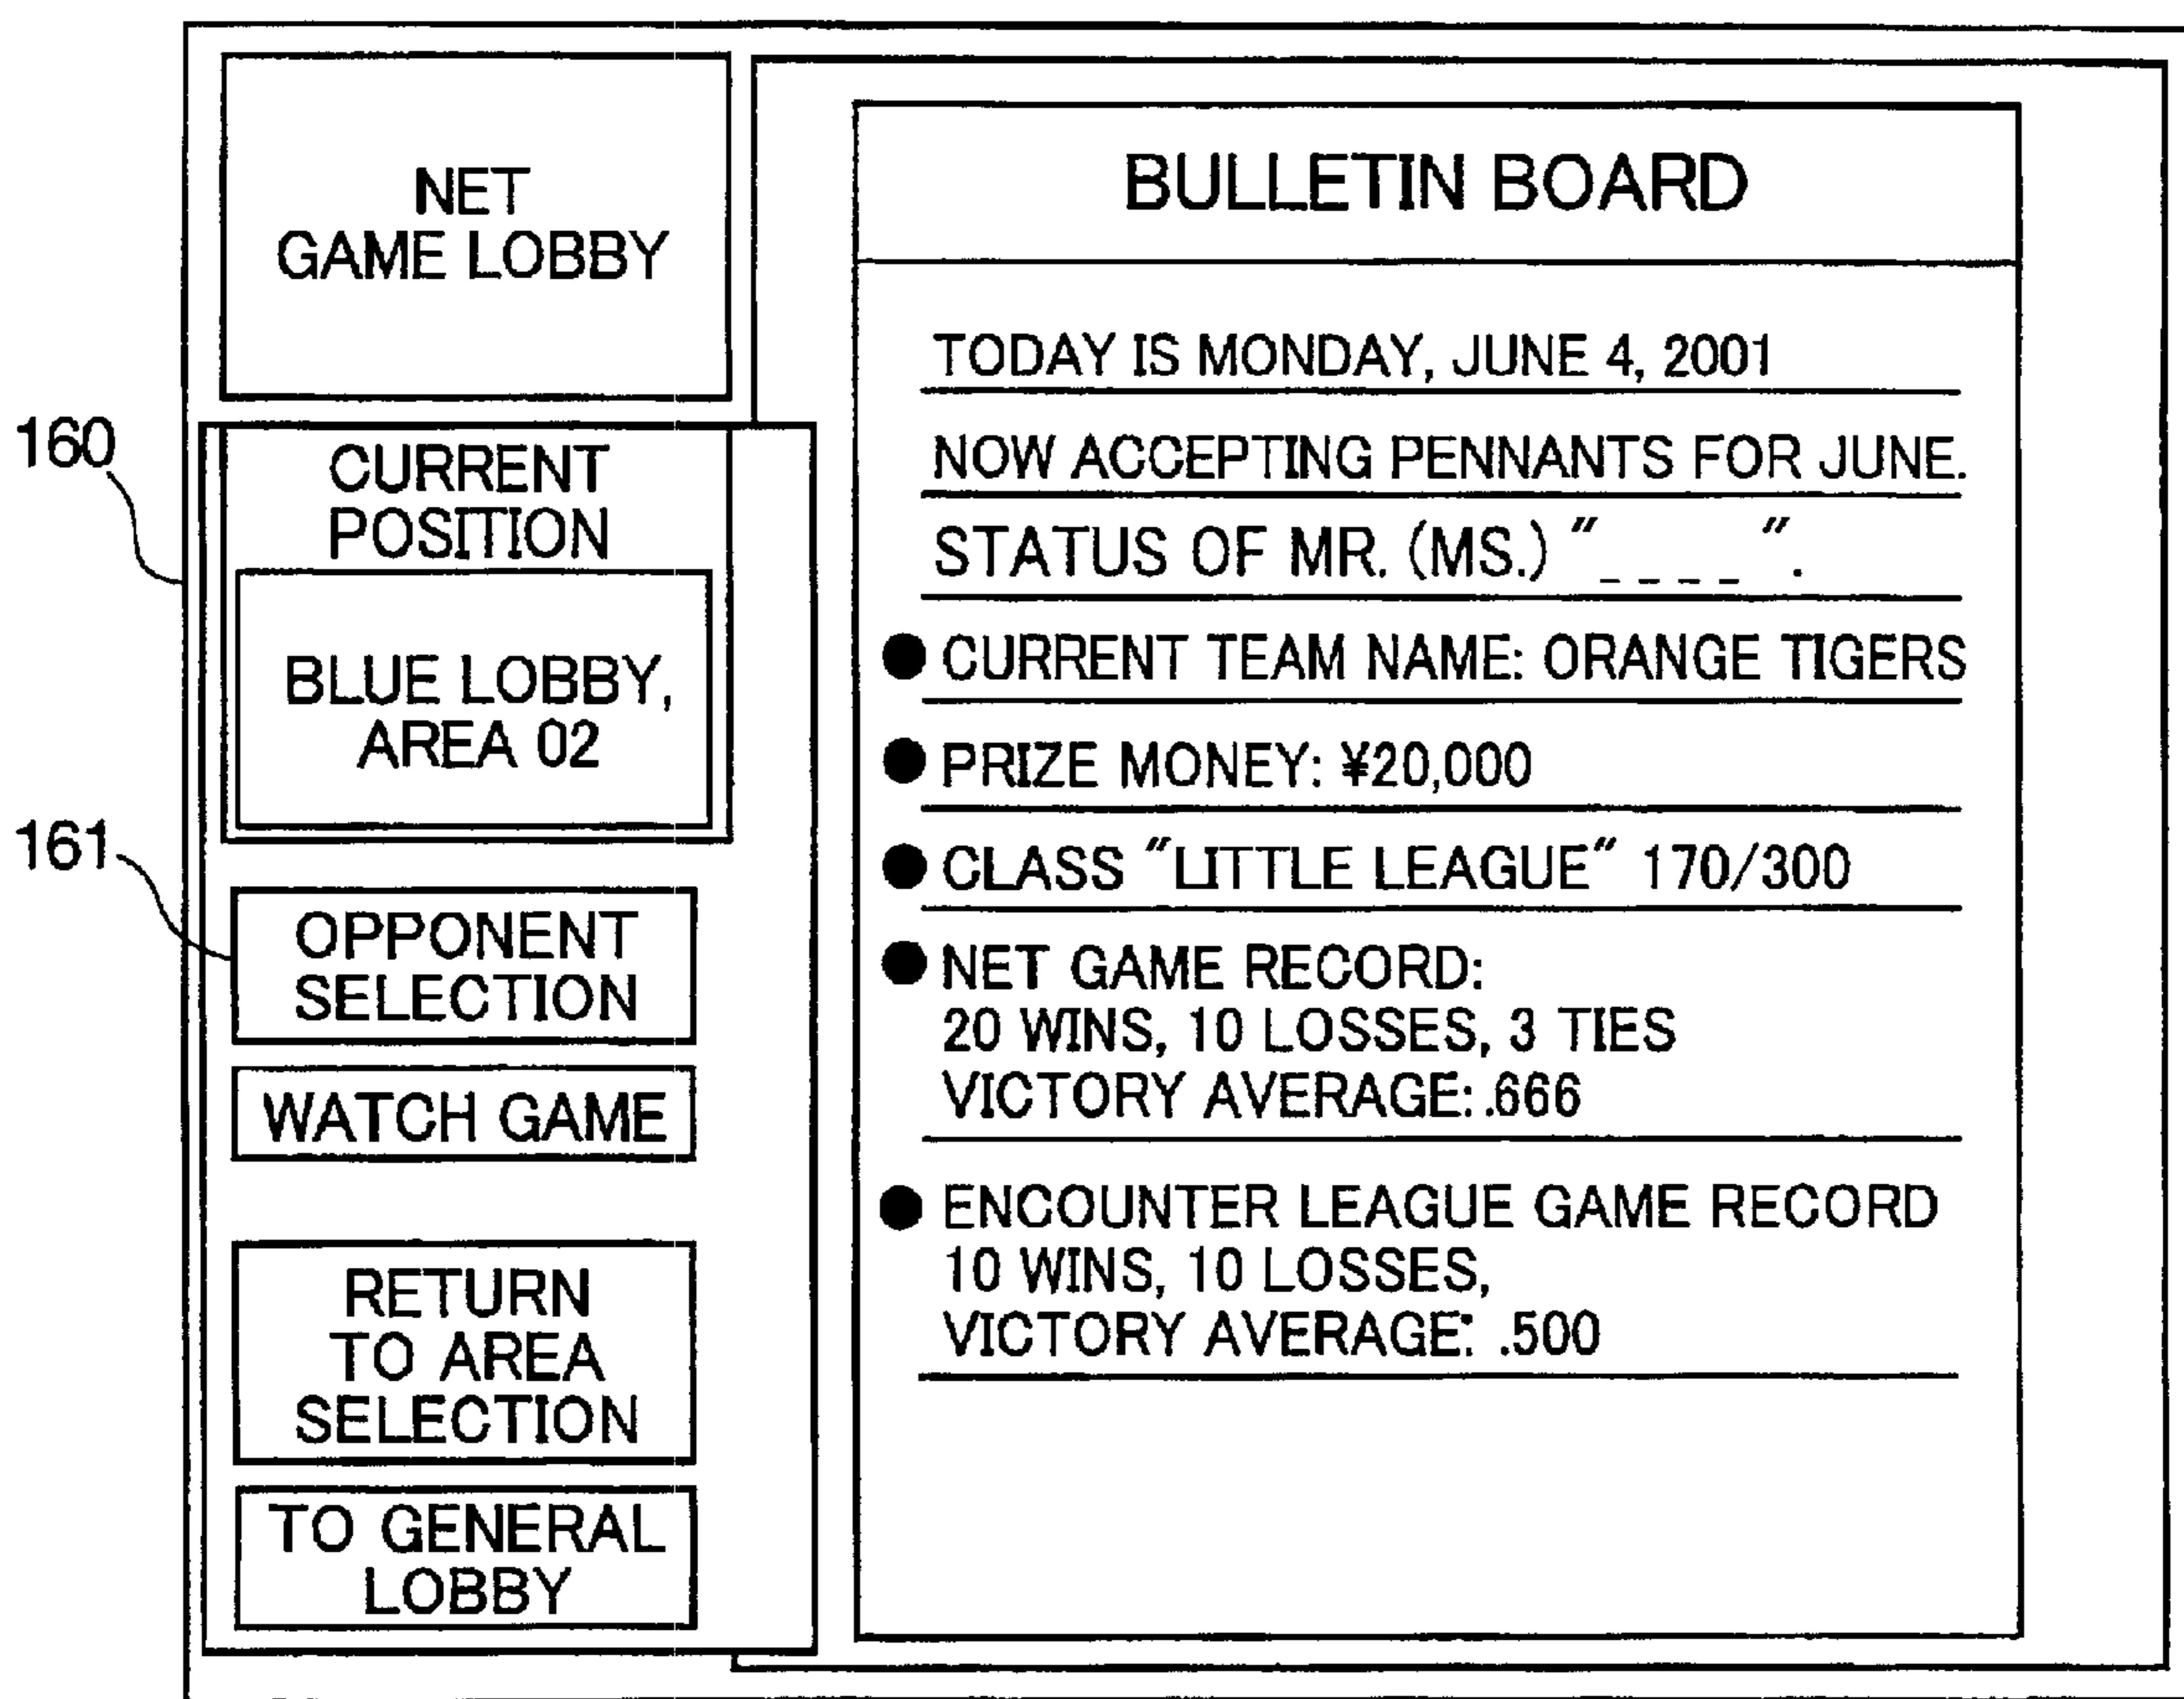 NET
GAME LOBBY
160
CURRENT
POSITION
BLUE LOBBY,
AREA 02
161
OPPONENT
SELECTION
WATCH GAME
RETURN
TO AREA
SELECTION
TO GENERAL
LOBBY
BULLETIN BOARD
TODAY IS MONDAY, JUNE 4, 2001
NOW ACCEPTING PENNANTS FOR JUNE.
STATUS OF MR. (MS.) "_ _ _ _ ".
● CURRENT TEAM NAME: ORANGE TIGERS
● PRIZE MONEY: ¥20,000
● CLASS "LITTLE LEAGUE" 170/300
● NET GAME RECORD:
20 WINS, 10 LOSSES, 3 TIES
VICTORY AVERAGE: .666
● ENCOUNTER LEAGUE GAME RECORD
10 WINS, 10 LOSSES,
VICTORY AVERAGE: .500